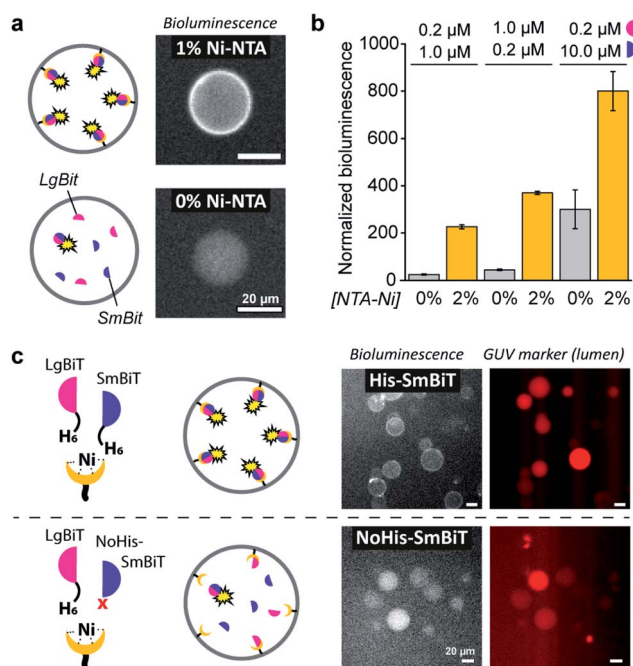 a
Bioluminescence
1% Ni-NTA
0% Ni-NTA
LgBit
SmBit
20 µm
b
0.2 µM 1.0 µM 0.2 µM
1.0 µM 0.2 µM 10.0 µM
Normalized bioluminescence
1000
800
600
400
200
0
[NTA-Ni] 0% 2% 0% 2% 0% 2%
c
LgBiT
SmBiT
H6
H6
Ni
Bioluminescence GUV marker (lumen)
His-SmBiT
LgBiT
NoHis-
SmBiT
H6
x
Ni
NoHis-SmBiT
20 µm